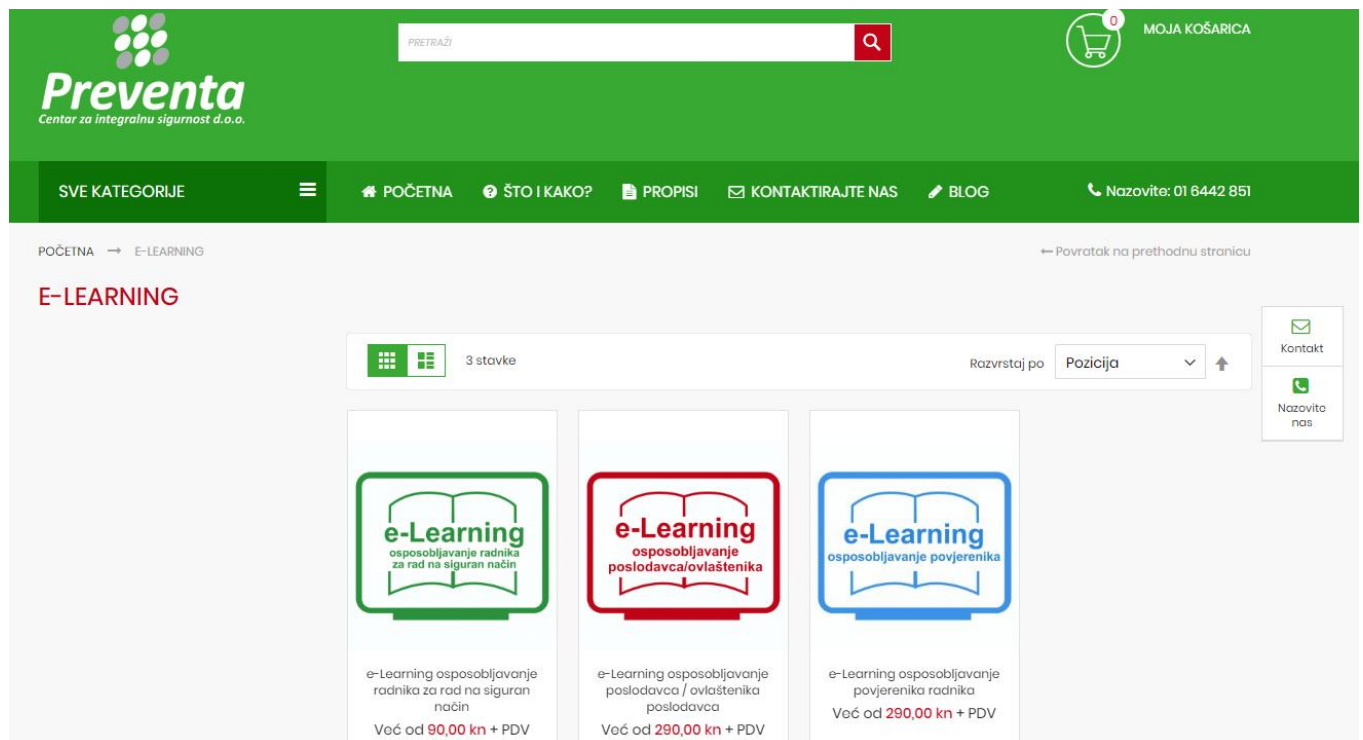 Preventa
Centar za integralnu sigurnost d.o.o.
PRETRAŽI
0
MOJA KOŠARICA
SVE KATEGORIJE
POČETNA
ŠTO I KAKO?
PROPISI
KONTAKTIRAJTE NAS
BLOG
Nazovite: 01 6442 851
POČETNA → E-LEARNING
← Povratak na prethodnu stranicu
E-LEARNING
3 stavke
Razvrstaj po
Pozicija
Kontakt
Nazovite
nas
e-Learning
osposobljavanje radnika
za rad na siguran način
e-Learning
osposobljavanje
poslodavca/ovlaštenika
e-Learning
osposobljavanje povjerenika
e-Learning osposobljavanje
radnika za rad na siguran
način
Već od 90,00 kn + PDV
e-Learning osposobljavanje
poslodavca / ovlaštenika
poslodavca
Već od 290,00 kn + PDV
e-Learning osposobljavanje
povjerenika radnika
Već od 290,00 kn + PDV